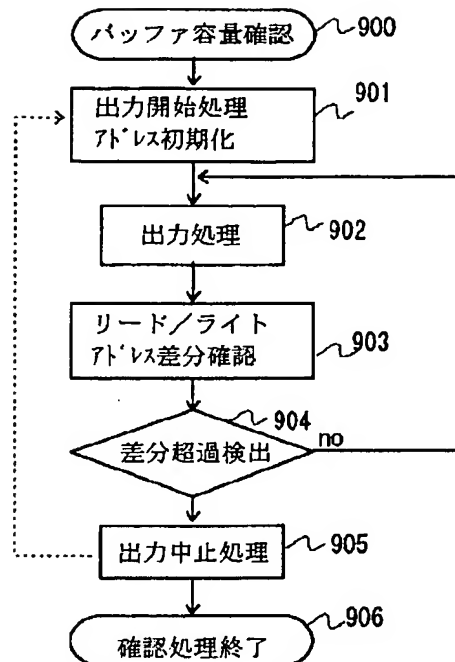 バッファ容量確認
900
出力開始処理
ｱﾄﾞﾚｽ初期化
901
出力処理
902
リード／ライト
ｱﾄﾞﾚｽ差分確認
903
904
差分超過検出
no
出力中止処理
905
906
確認処理終了